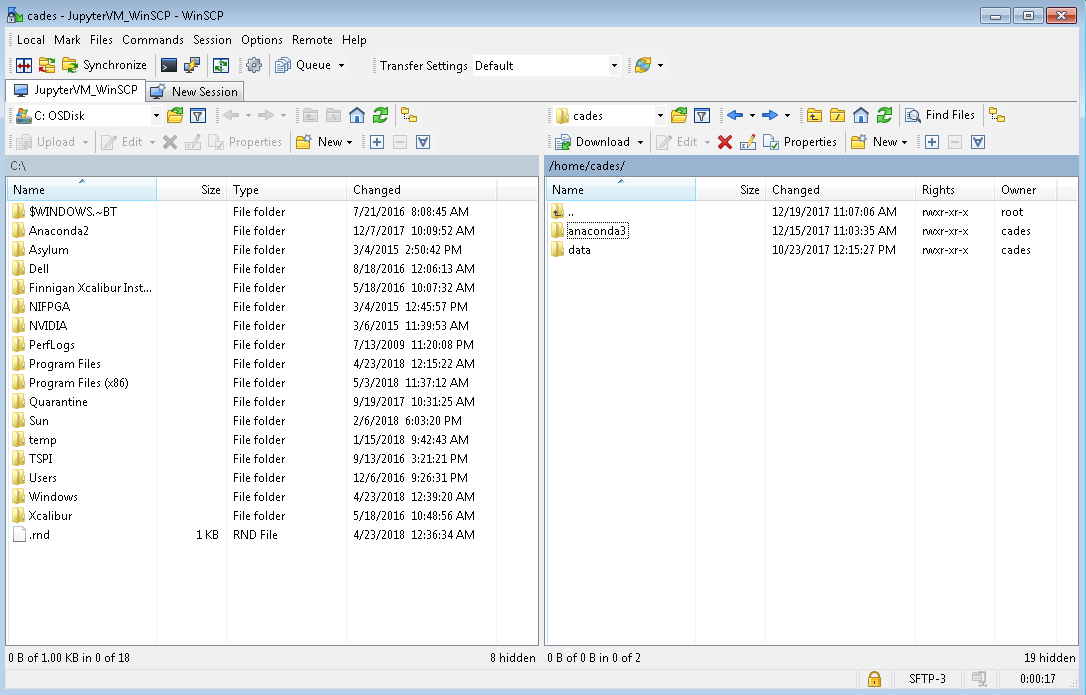 cades - JupyterVM_WinSCP - WinSCP
Local Mark Files Commands Session Options Remote Help
Synchronize Queue Transfer Settings Default
JupyterVM_WinSCP New Session
C: OSDisk cades Find Files
Upload Edit Properties New Download Edit Properties New
C:\ /home/cades/
Name Size Type Changed Name Size Changed Rights Owner
$WINDOWS.~BT File folder 7/21/2016 8:08:45 AM .. 12/19/2017 11:07:06 AM rwxr-xr-x root
Anaconda2 File folder 12/7/2017 10:09:52 AM anaconda3 12/15/2017 11:03:35 AM rwxr-xr-x cades
Asylum File folder 3/4/2015 2:50:42 PM data 10/23/2017 12:15:27 PM rwxr-xr-x cades
Dell File folder 8/18/2016 12:06:13 AM
Finnigan Xcalibur Inst... File folder 5/18/2016 10:07:32 AM
NIFPGA File folder 3/4/2015 12:45:57 PM
NVIDIA File folder 3/6/2015 11:39:53 AM
PerfLogs File folder 7/13/2009 11:20:08 PM
Program Files File folder 4/23/2018 12:15:22 AM
Program Files (x86) File folder 5/3/2018 11:37:12 AM
Quarantine File folder 9/19/2017 10:31:25 AM
Sun File folder 2/6/2018 6:03:20 PM
temp File folder 1/15/2018 9:42:43 AM
TSPI File folder 9/13/2016 3:21:21 PM
Users File folder 12/6/2016 9:26:31 PM
Windows File folder 4/23/2018 12:39:20 AM
Xcalibur File folder 5/18/2016 10:48:56 AM
.rnd 1 KB RND File 4/23/2018 12:36:34 AM
0 B of 1.00 KB in 0 of 18 8 hidden 0 B of 0 B in 0 of 2 19 hidden
SFTP-3 0:00:17